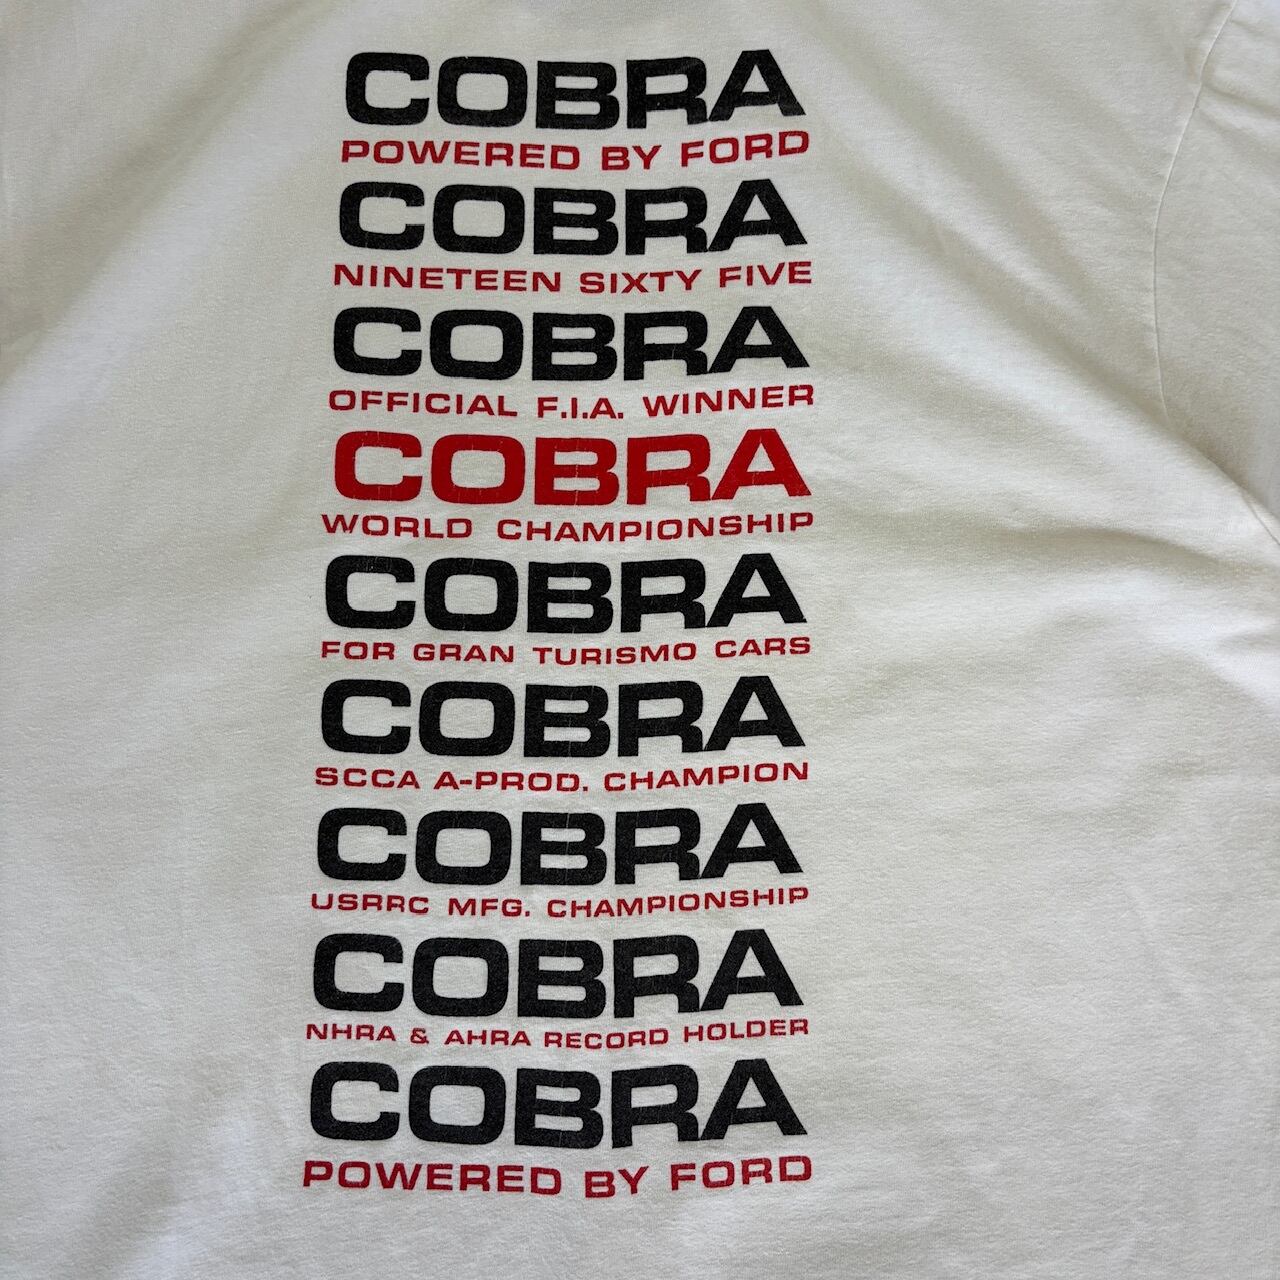 COBRA
POWERED BY FORD
COBRA
NINETEEN SIXTY FIVE
COBRA
OFFICIAL F.I.A. WINNER
COBRA
WORLD CHAMPIONSHIP
COBRA
FOR GRAN TURISMO CARS
COBRA
SCCA A-PROD. CHAMPION
COBRA
USRRC MFG. CHAMPIONSHIP
COBRA
NHRA & AHRA RECORD HOLDER
COBRA
POWERED BY FORD